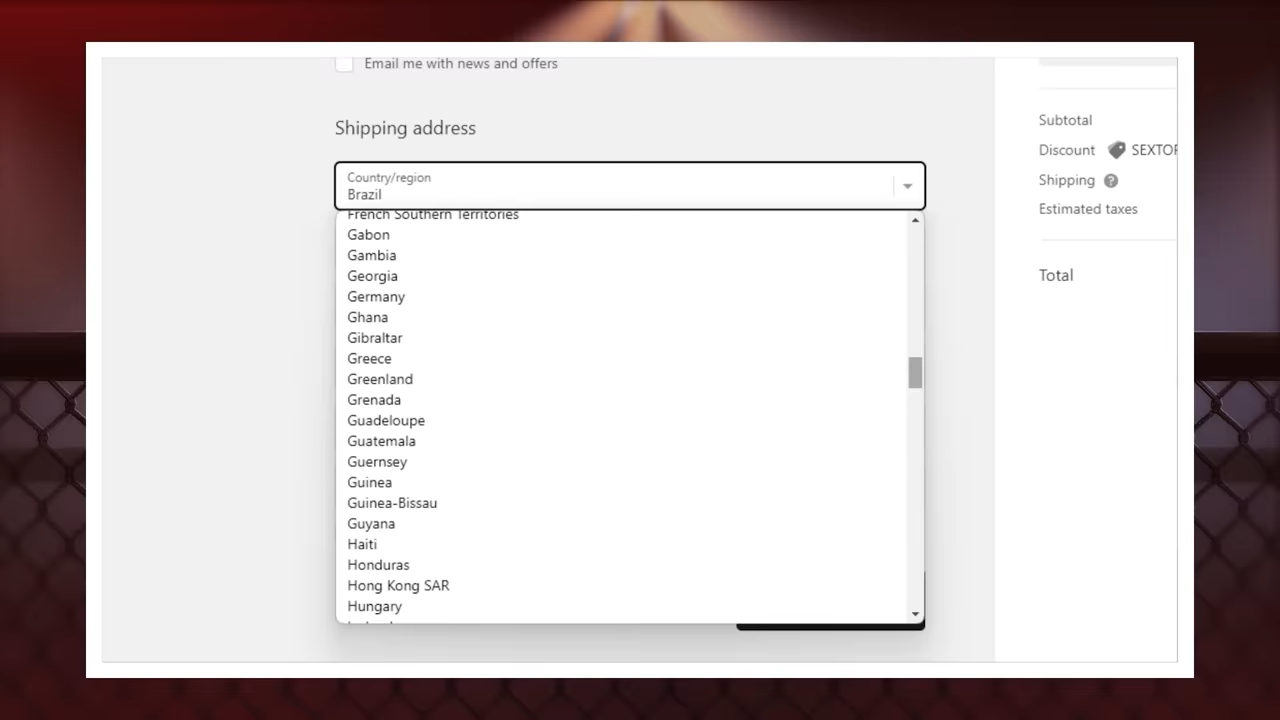 Email me with news and offers
Shipping address
Country/region
Brazil
French Southern Territories
Gabon
Gambia
Georgia
Germany
Ghana
Gibraltar
Greece
Greenland
Grenada
Guadeloupe
Guatemala
Guernsey
Guinea
Guinea-Bissau
Guyana
Haiti
Honduras
Hong Kong SAR
Hungary
Subtotal
Discount
Shipping ?
Estimated taxes
Total